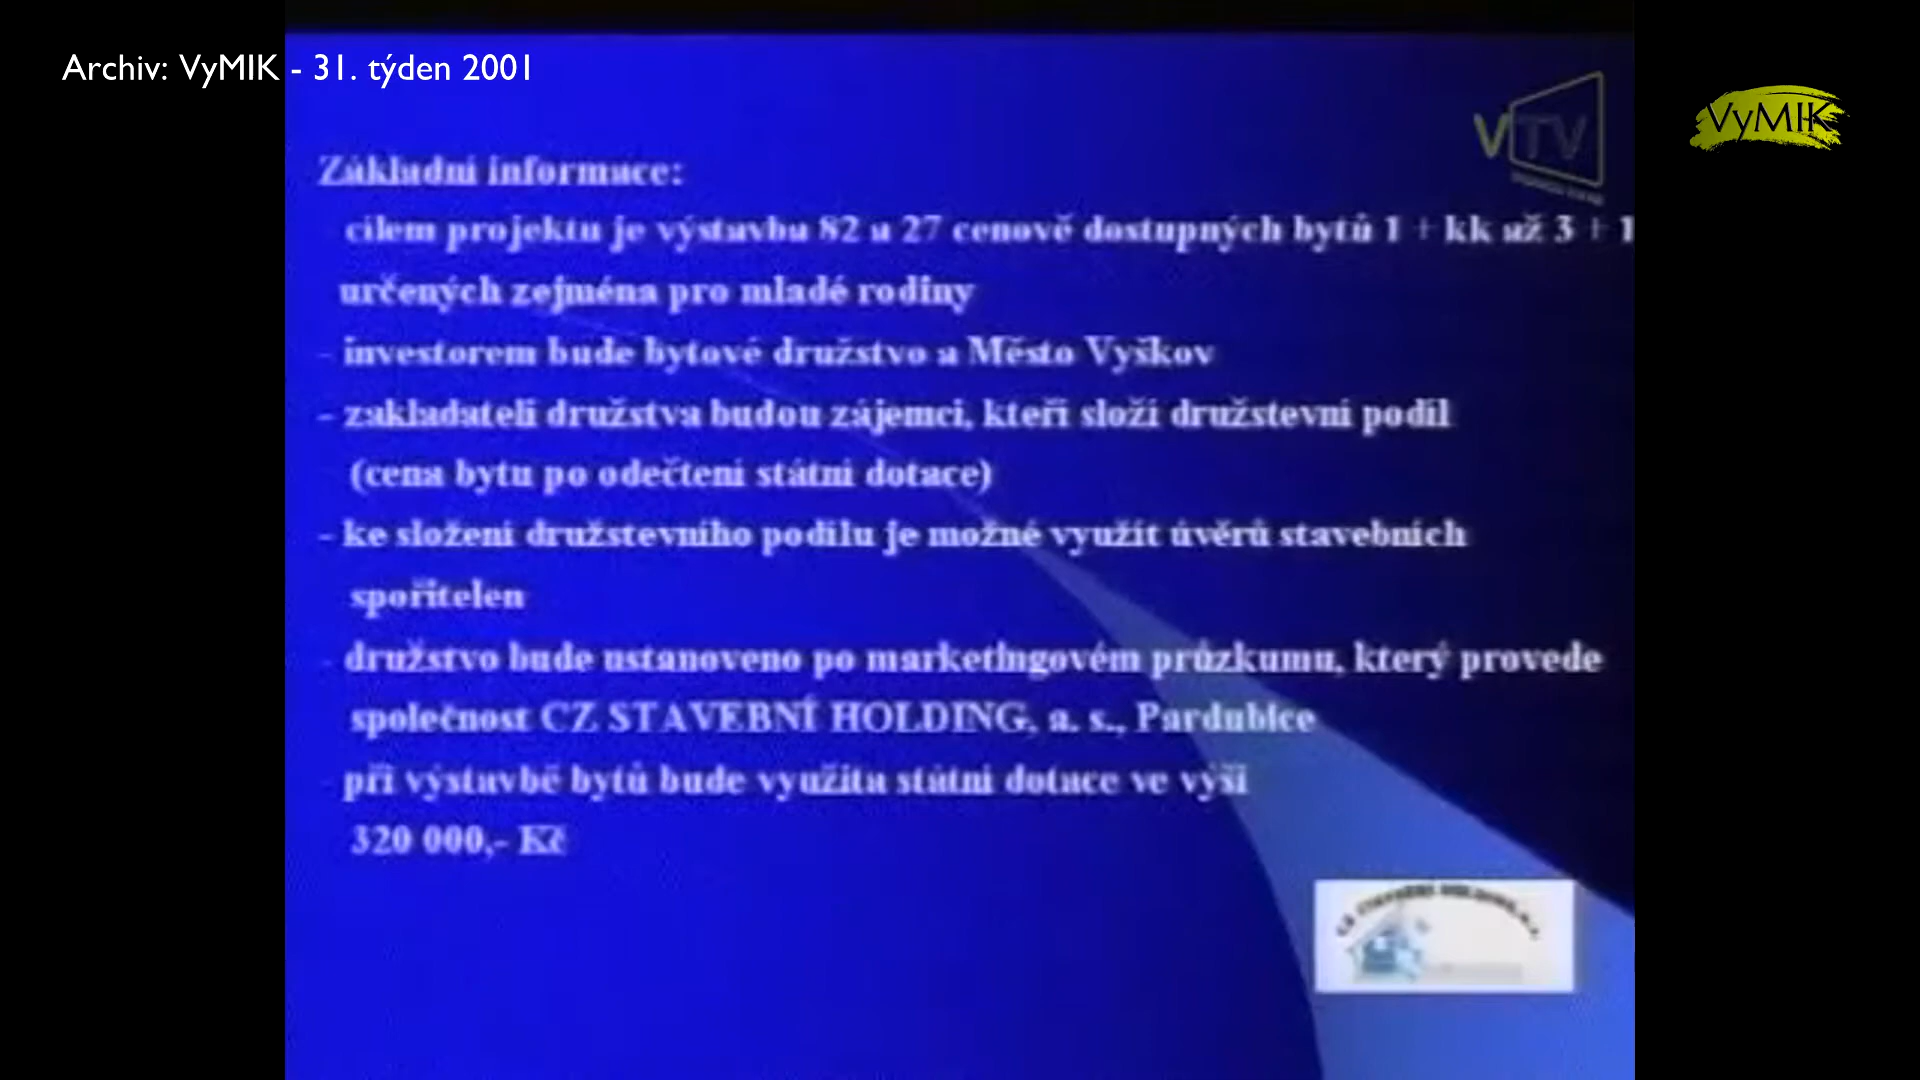 Archiv: VyMIK - 31. týden 2001
VyMIK
VTV
Základní informace:
cílem projektu je výstavba 82 a 27 cenově dostupných bytů 1 + kk až 3 + 1
určených zejména pro mladé rodiny
- investorem bude bytové družstvo a Město Vyškov
- zakladateli družstva budou zájemci, kteří složí družstevní podíl
(cena bytu po odečtení státní dotace)
- ke složení družstevního podílu je možné využít úvěrů stavebních
spořitelen
- družstvo bude ustanoveno po marketingovém průzkumu, který provede
společnost CZ STAVEBNÍ HOLDING, a. s., Pardubice
- při výstavbě bytů bude využita státní dotace ve výši
320 000,- Kč
CZ STAVEBNÍ HOLDING, a. s.